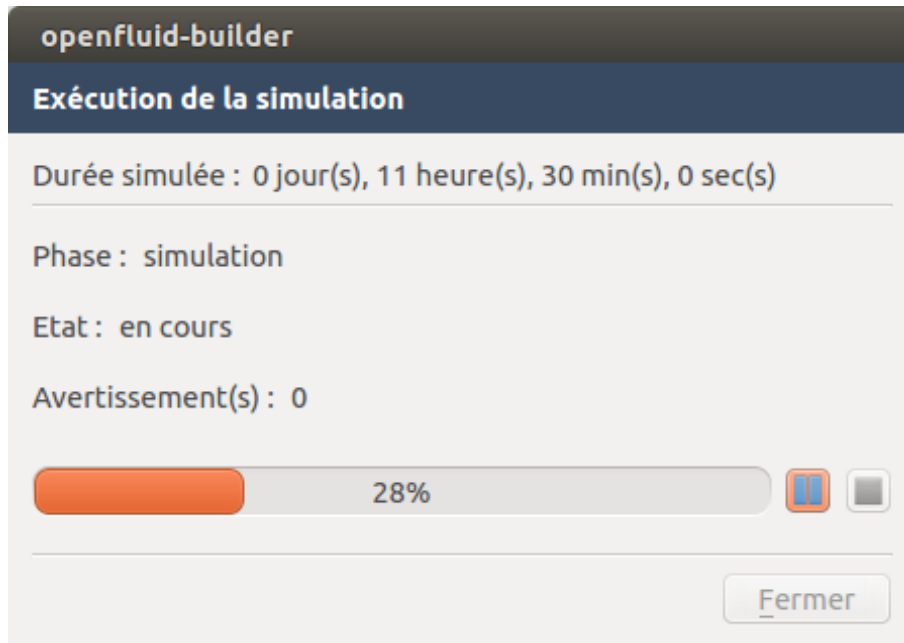 openfluid-builder
Exécution de la simulation
Durée simulée : 0 jour(s), 11 heure(s), 30 min(s), 0 sec(s)
Phase : simulation
Etat : en cours
Avertissement(s) : 0
28%
Fermer